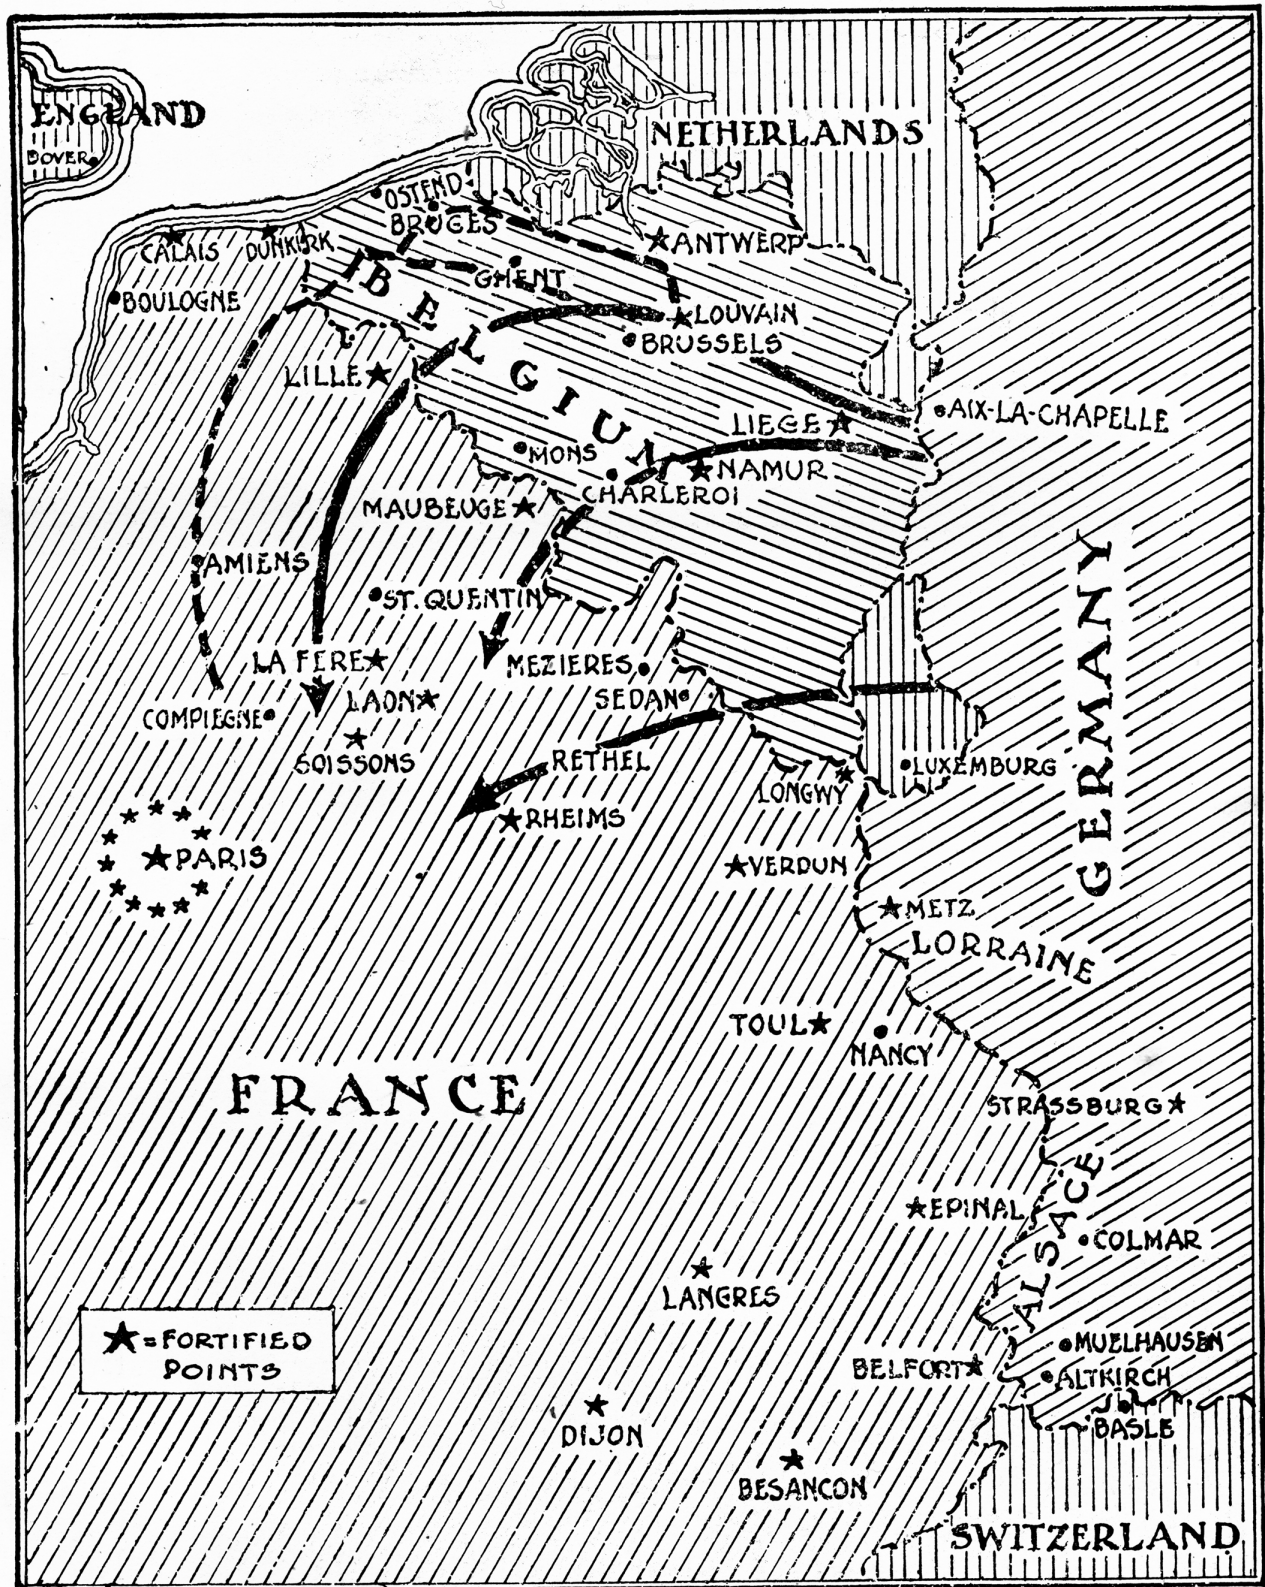 ENGLAND
NETHERLANDS
DOVER
OSTEND
BRUGES
CALAIS
DUNKIRK
ANTWERP
GHENT
BOULOGNE
BELGIUM
LOUVAIN
BRUSSELS
LILLE
AIX-LA-CHAPELLE
LIEGE
MONS
NAMUR
CHARLEROI
MAUBEUGE
AMIENS
ST. QUENTIN
GERMANY
LA FERE
MEZIERES
LAON
SEDAN
COMPIEGNE
SOISSONS
RETHEL
LUXEMBURG
LONGWY
RHEIMS
PARIS
VERDUN
METZ
LORRAINE
TOUL
NANCY
FRANCE
STRASSBURG
ALSACE
EPINAL
COLMAR
LANGRES
★=FORTIFIED
POINTS
MUELHAUSEN
BELFORT
ALTKIRCH
BASLE
DIJON
BESANCON
SWITZERLAND